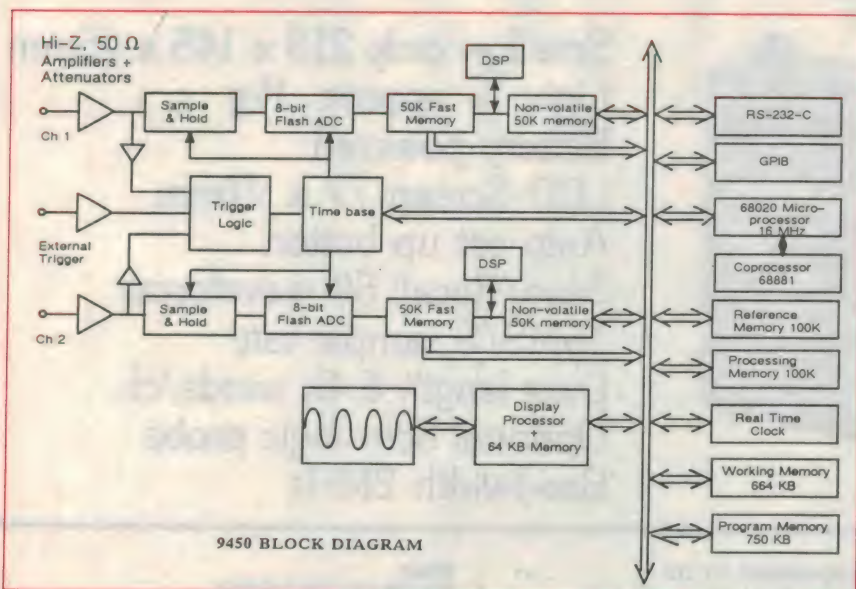 Hi-Z, 50 Ω
Amplifiers +
Attenuators
Ch 1
Sample
& Hold
8-bit
Flash ADC
50K Fast
Memory
DSP
Non-volatile
50K memory
RS-232-C
GPIB
External
Trigger
Trigger
Logic
Time base
68020 Micro-
processor
16 MHz
Coprocessor
68881
Ch 2
Sample
& Hold
8-bit
Flash ADC
50K Fast
Memory
DSP
Non-volatile
50K memory
Reference
Memory 100K
Processing
Memory 100K
Display
Processor
+
64 KB Memory
Real Time
Clock
Working Memory
664 KB
Program Memory
750 KB
9450 BLOCK DIAGRAM